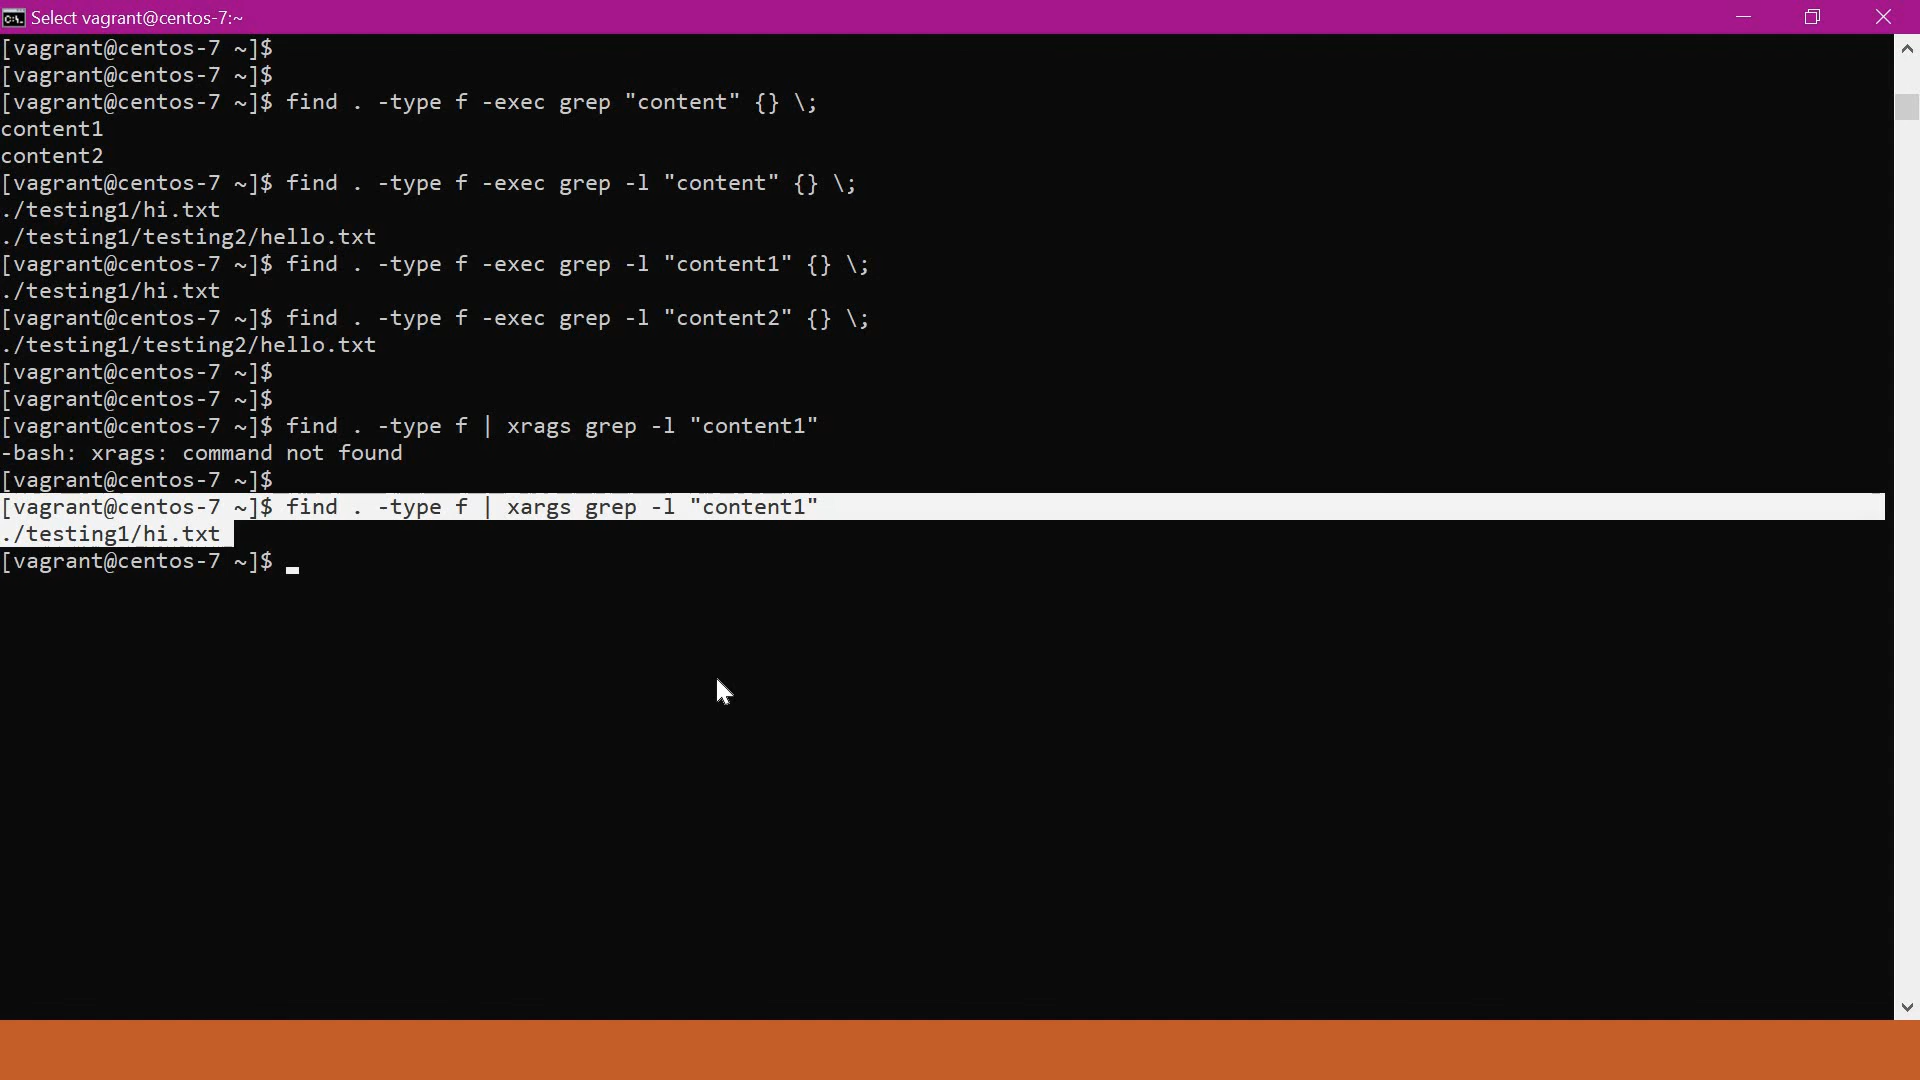 Select vagrant@centos-7:~
[vagrant@centos-7 ~]$
[vagrant@centos-7 ~]$
[vagrant@centos-7 ~]$ find . -type f -exec grep "content" {} \;
content1
content2
[vagrant@centos-7 ~]$ find . -type f -exec grep -l "content" {} \;
./testing1/hi.txt
./testing1/testing2/hello.txt
[vagrant@centos-7 ~]$ find . -type f -exec grep -l "content1" {} \;
./testing1/hi.txt
[vagrant@centos-7 ~]$ find . -type f -exec grep -l "content2" {} \;
./testing1/testing2/hello.txt
[vagrant@centos-7 ~]$
[vagrant@centos-7 ~]$
[vagrant@centos-7 ~]$ find . -type f | xrags grep -l "content1"
-bash: xrags: command not found
[vagrant@centos-7 ~]$
[vagrant@centos-7 ~]$ find . -type f | xargs grep -l "content1"
./testing1/hi.txt
[vagrant@centos-7 ~]$